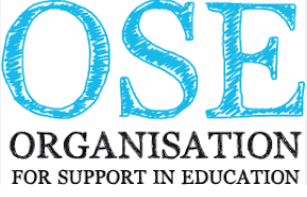 OSE
ORGANISATION
FOR SUPPORT IN EDUCATION